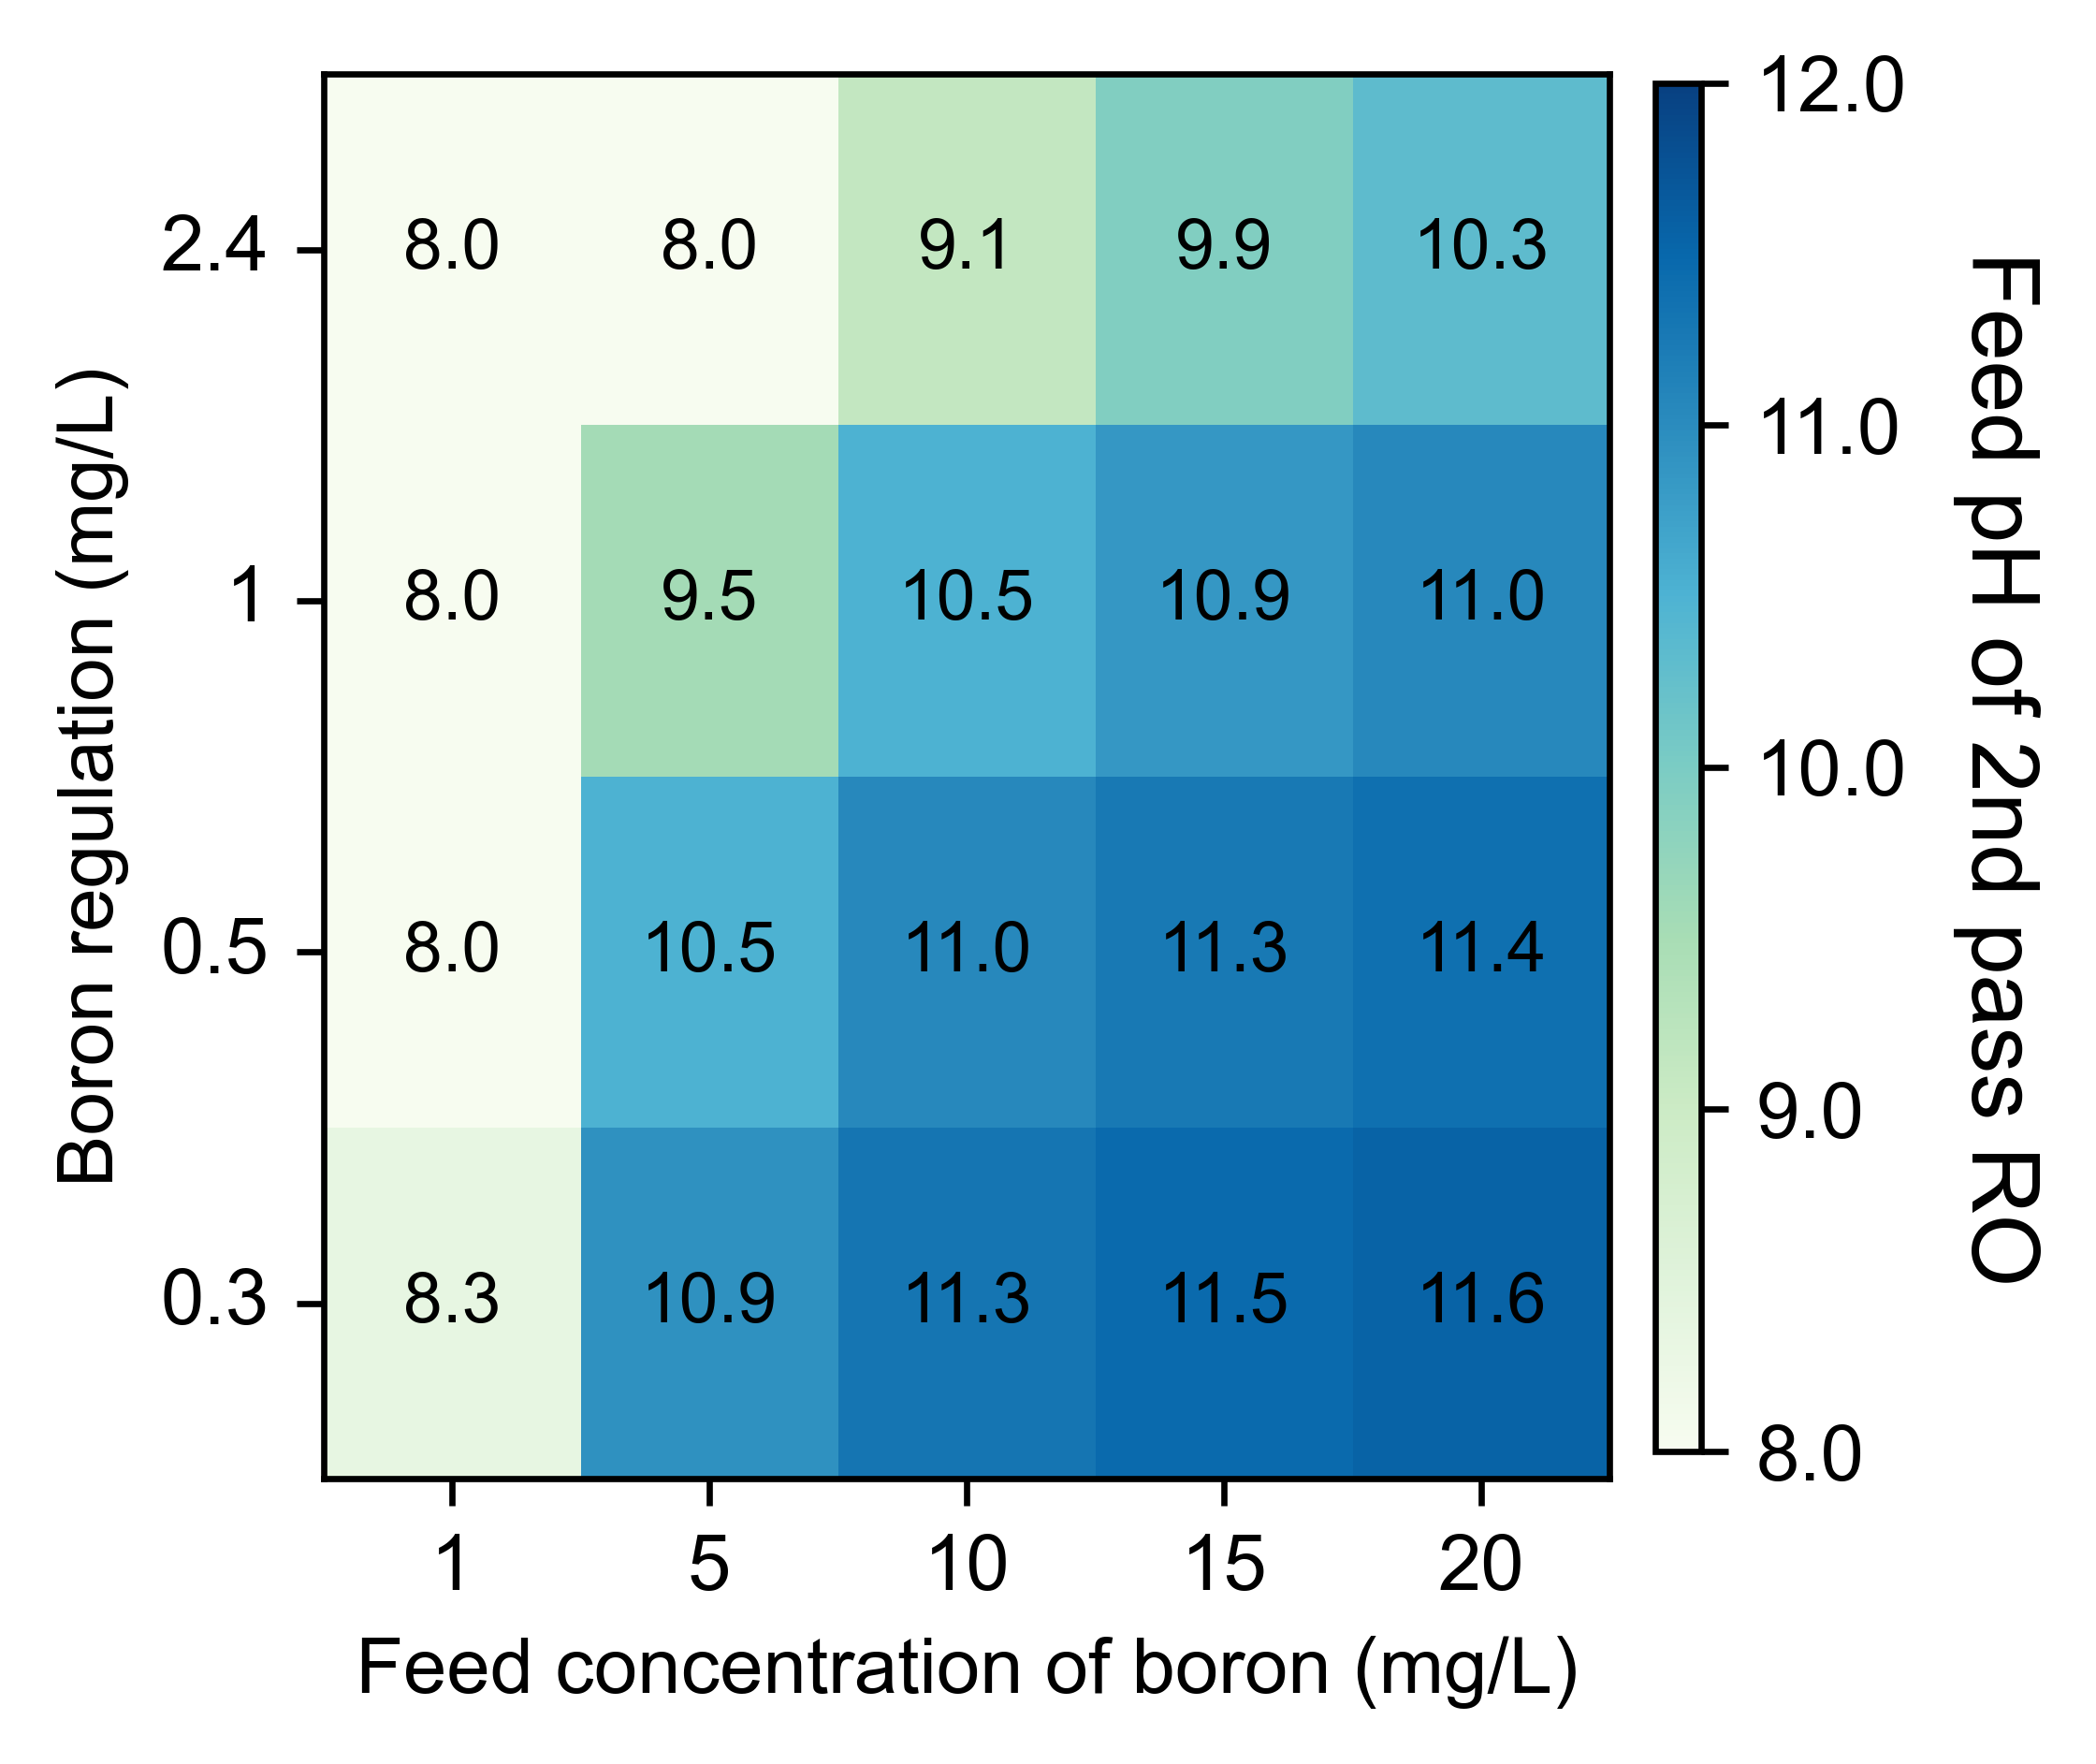 12.0
2.4 8.0 8.0 9.1 9.9 10.3
11.0
1 8.0 9.5 10.5 10.9 11.0
10.0
0.5 8.0 10.5 11.0 11.3 11.4
9.0
0.3 8.3 10.9 11.3 11.5 11.6
8.0
1 5 10 15 20
Feed concentration of boron (mg/L)
Boron regulation (mg/L)
Feed pH of 2nd pass RO